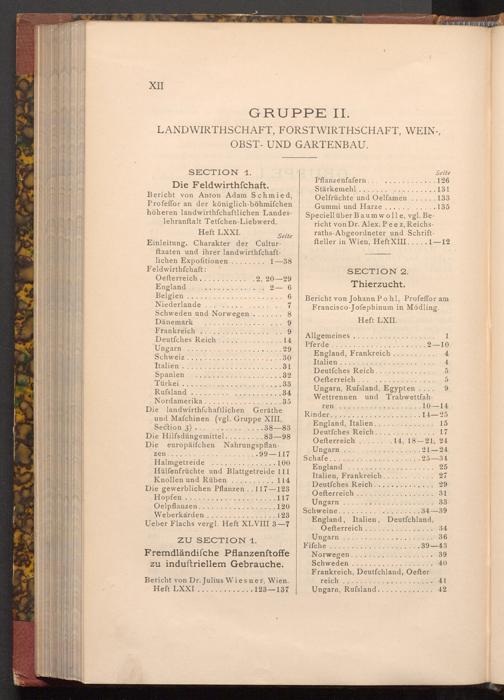 XII
GRUPPE II.
LANDWIRTHSCHAFT, FORSTWIRTHSCHAFT, WEIN-,
OBST- UND GARTENBAU.
SECTION 1.
Die Feldwirthſchaft.
Bericht von Anton Adam Schmied,
Profeſſor an der königlich-böhmiſchen
höheren landwirthſchaftlichen Landes-
lehranſtalt Tetſchen-Liebwerd.
Heft LXXI.
Seite
Einleitung. Charakter der Cultur-
ſtaaten und ihrer landwirthſchaft-
lichen Expoſitionen . . . . . . . . 1—38
Feldwirthſchaft:
Oeſterreich . . . . . . . . . . . 2, 20—29
England . . . . . . . . . . . . . . 2— 6
Belgien . . . . . . . . . . . . . . . . 6
Niederlande . . . . . . . . . . . . . 7
Schweden und Norwegen . . . . . . 8
Dänemark . . . . . . . . . . . . . . 9
Frankreich . . . . . . . . . . . . . . 9
Deutſches Reich . . . . . . . . . . . 14
Ungarn . . . . . . . . . . . . . . . . 29
Schweiz . . . . . . . . . . . . . . . . 30
Italien . . . . . . . . . . . . . . . . 31
Spanien . . . . . . . . . . . . . . . 32
Türkei . . . . . . . . . . . . . . . . 33
Rufsland . . . . . . . . . . . . . . . 34
Nordamerika . . . . . . . . . . . . . 35
Die landwirthſchaftlichen Geräthe
und Maſchinen (vgl. Gruppe XIII,
Section 3) . . . . . . . . . . . . . 38—83
Die Hilfsdüngemittel . . . . . . . . 83—98
Die europäiſchen Nahrungspflan-
zen . . . . . . . . . . . . . . . . 99—117
Halmgetreide . . . . . . . . . . . . 100
Hülſenfrüchte und Blattgetreide 111
Knollen und Rüben . . . . . . . . . 114
Die gewerblichen Pflanzen . . 117—123
Hopfen . . . . . . . . . . . . . . . . 117
Oelpflanzen . . . . . . . . . . . . . 120
Weberkarden . . . . . . . . . . . . . 123
Ueber Flachs vergl. Heft XLVIII 3—7
ZU SECTION 1.
Fremdländiſche Pflanzenſtoffe
zu induſtriellem Gebrauche.
Bericht von Dr. Julius Wiesner, Wien.
Heft LXXI . . . . . . . . . . . . 123—137
Seite
Pflanzenfaſern . . . . . . . . . . . . 126
Stärkemehl . . . . . . . . . . . . . . 131
Oelfrüchte und Oelſamen . . . . . . 133
Gummi und Harze . . . . . . . . . . 135
Speciell über Baumwolle, vgl. Be-
richt von Dr. Alex. Peez, Reichs-
raths-Abgeordneter und Schrift-
ſteller in Wien, Heft XIII . . . . . 1—12
SECTION 2.
Thierzucht.
Bericht von Johann Pohl, Profeſſor am
Francisco-Joſephinum in Mödling.
Heft LXII.
Allgemeines . . . . . . . . . . . . . . 1
Pferde . . . . . . . . . . . . . . . . 2—10
England, Frankreich . . . . . . . . . 4
Italien . . . . . . . . . . . . . . . . . 4
Deutſches Reich . . . . . . . . . . . . 5
Oeſterreich . . . . . . . . . . . . . . 5
Ungarn, Rufsland, Egypten . . . . 9
Wettrennen und Trabwettfah-
ren . . . . . . . . . . . . . . . . 10—14
Rinder . . . . . . . . . . . . . . . . 14—25
England, Italien . . . . . . . . . . . 15
Deutſches Reich . . . . . . . . . . . . 17
Oeſterreich . . . . . . 14, 18—21, 24
Ungarn . . . . . . . . . . . . . . 21—24
Schafe . . . . . . . . . . . . . . . . 25—34
England . . . . . . . . . . . . . . . . 25
Italien, Frankreich . . . . . . . . . . 27
Deutſches Reich . . . . . . . . . . . . 29
Oeſterreich . . . . . . . . . . . . . . 31
Ungarn . . . . . . . . . . . . . . . . . 33
Schweine . . . . . . . . . . . . . . . 34—39
England, Italien, Deutſchland,
Oeſterreich . . . . . . . . . . . . . 34
Ungarn . . . . . . . . . . . . . . . . . 36
Fiſche . . . . . . . . . . . . . . . . 39—43
Norwegen . . . . . . . . . . . . . . . 39
Schweden . . . . . . . . . . . . . . . 40
Frankreich, Deutſchland, Oeſter
reich . . . . . . . . . . . . . . . . . 41
Ungarn, Rufsland . . . . . . . . . . . 42